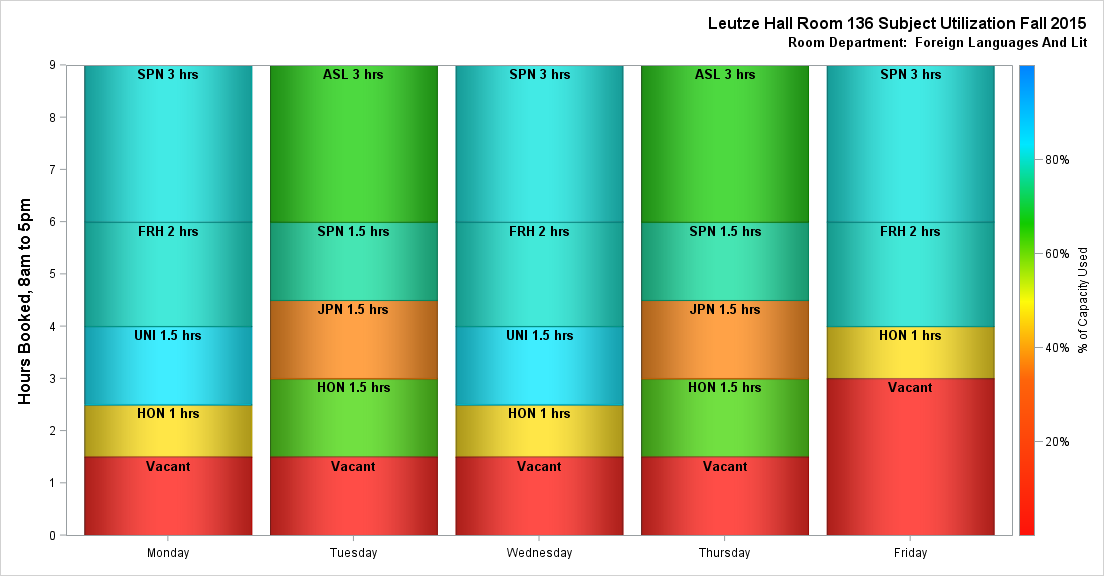 Leutze Hall Room 136 Subject Utilization Fall 2015
Room Department:  Foreign Languages And Lit
Hours Booked, 8am to 5pm
9
8
7
6
5
4
3
2
1
0
SPN 3 hrs
FRH 2 hrs
UNI 1.5 hrs
HON 1 hrs
Vacant
Monday
ASL 3 hrs
SPN 1.5 hrs
JPN 1.5 hrs
HON 1.5 hrs
Vacant
Tuesday
SPN 3 hrs
FRH 2 hrs
UNI 1.5 hrs
HON 1 hrs
Vacant
Wednesday
ASL 3 hrs
SPN 1.5 hrs
JPN 1.5 hrs
HON 1.5 hrs
Vacant
Thursday
SPN 3 hrs
FRH 2 hrs
HON 1 hrs
Vacant
Friday
80%
60%
40%
20%
% of Capacity Used